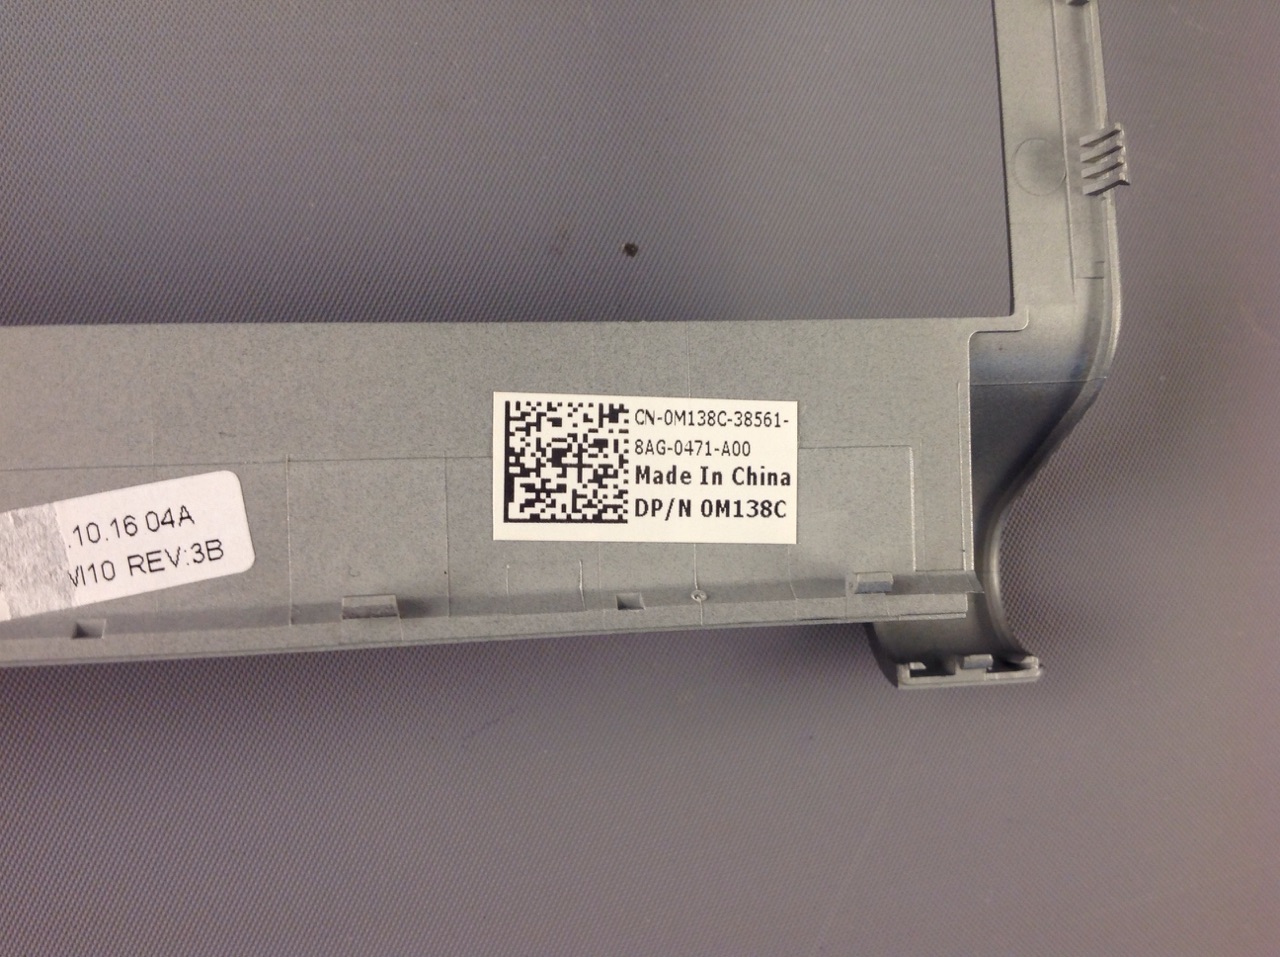 CN-0M138C-38561-
8AG-0471-A00
Made In China
DP/N 0M138C
.10.16 04A
REV:3B